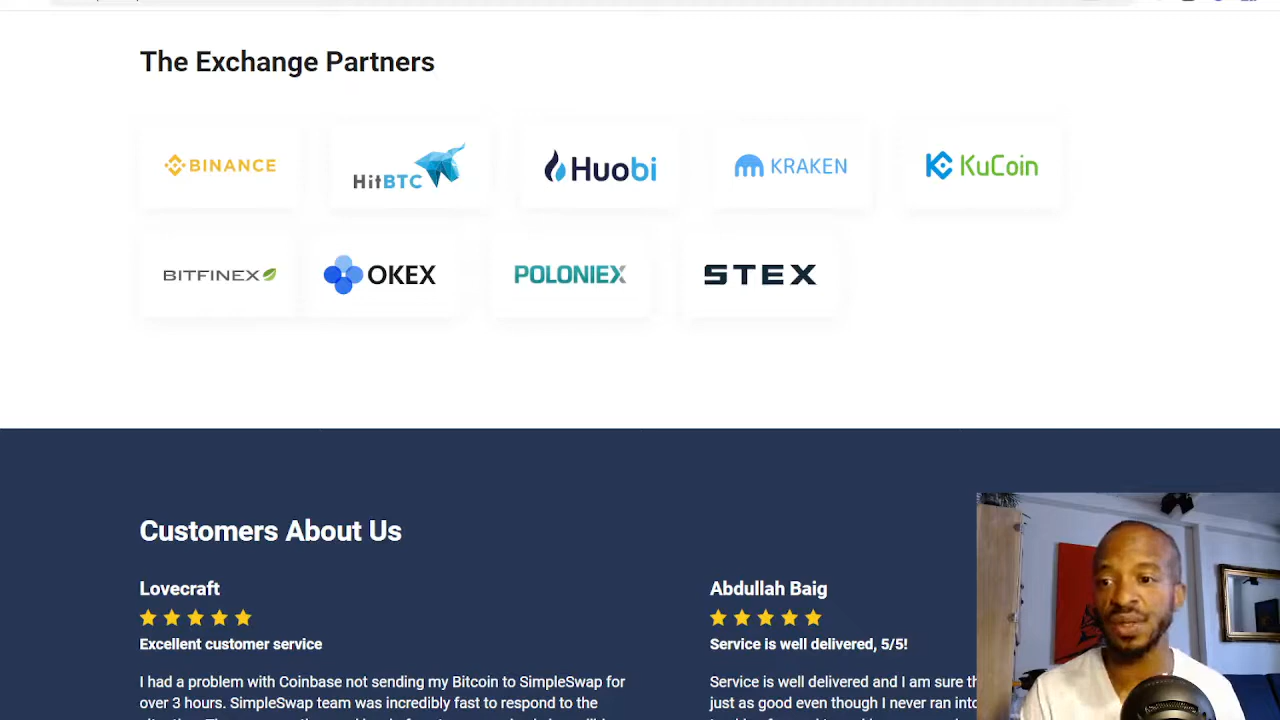 The Exchange Partners
BINANCE
HitBTC
Huobi
KRAKEN
KuCoin
BITFINEX
OKEX
POLONIEX
STEX
Customers About Us
Lovecraft
Excellent customer service
I had a problem with Coinbase not sending my Bitcoin to SimpleSwap for
over 3 hours. SimpleSwap team was incredibly fast to respond to the
Abdullah Baig
Service is well delivered, 5/5!
Service is well delivered and I am sure
just as good even though I never ran into